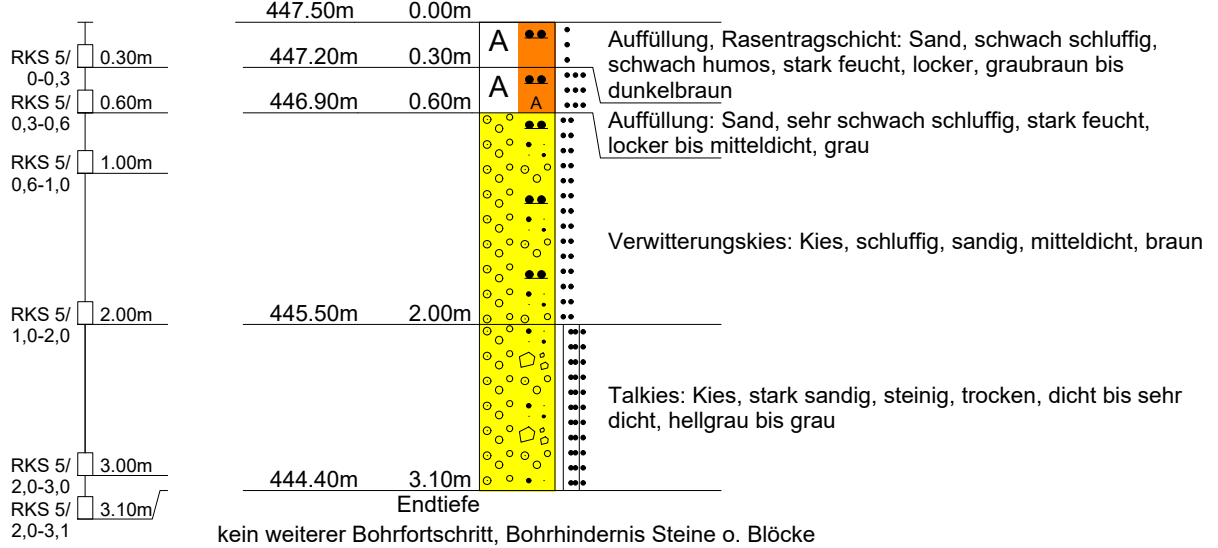 447.50m 0.00m
RKS 5/ 0.30m
0-0,3
447.20m 0.30m
A
Auffüllung, Rasentragschicht: Sand, schwach schluffig,
schwach humos, stark feucht, locker, graubraun bis
dunkelbraun
RKS 5/ 0.60m
0,3-0,6
446.90m 0.60m
A A
Auffüllung: Sand, sehr schwach schluffig, stark feucht,
locker bis mitteldicht, grau
RKS 5/ 1.00m
0,6-1,0
Verwitterungskies: Kies, schluffig, sandig, mitteldicht, braun
RKS 5/ 2.00m
1,0-2,0
445.50m 2.00m
Talkies: Kies, stark sandig, steinig, trocken, dicht bis sehr
dicht, hellgrau bis grau
RKS 5/ 3.00m
2,0-3,0
444.40m 3.10m
RKS 5/ 3.10m
2,0-3,1
Endtiefe
kein weiterer Bohrfortschritt, Bohrhindernis Steine o. Blöcke